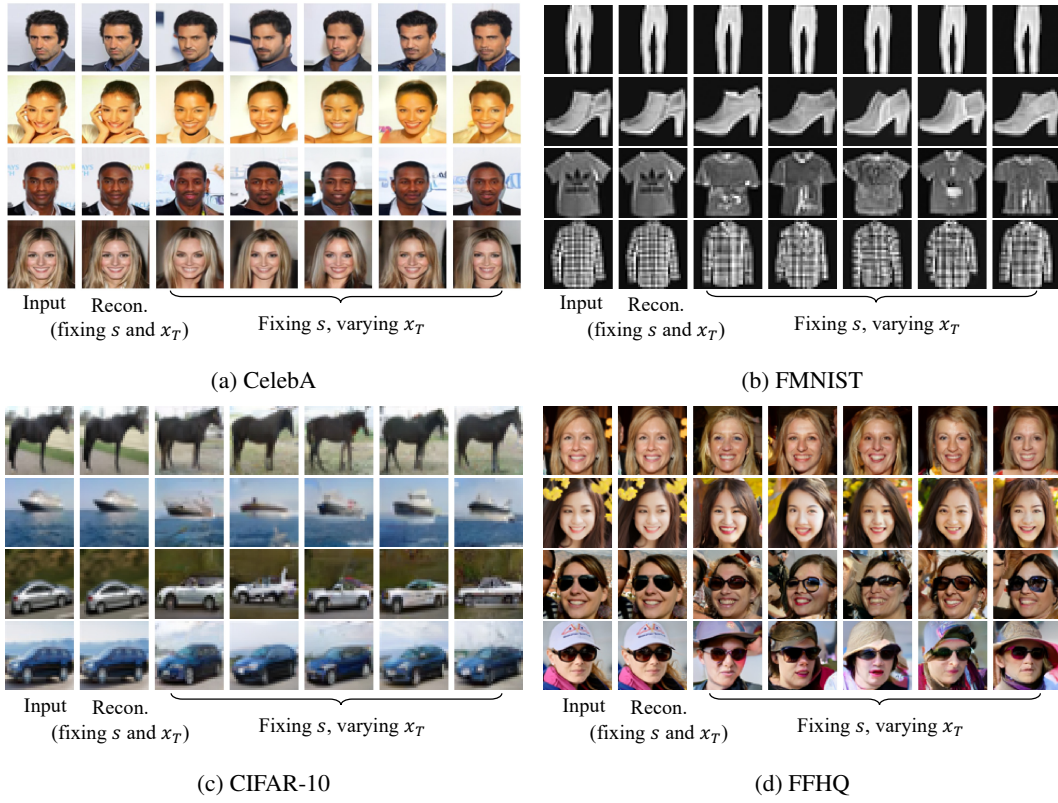 Input
Recon.
(fixing s and x_T)
Fixing s, varying x_T
(a) CelebA
Input
Recon.
(fixing s and x_T)
Fixing s, varying x_T
(b) FMNIST
Input
Recon.
(fixing s and x_T)
Fixing s, varying x_T
(c) CIFAR-10
Input
Recon.
(fixing s and x_T)
Fixing s, varying x_T
(d) FFHQ